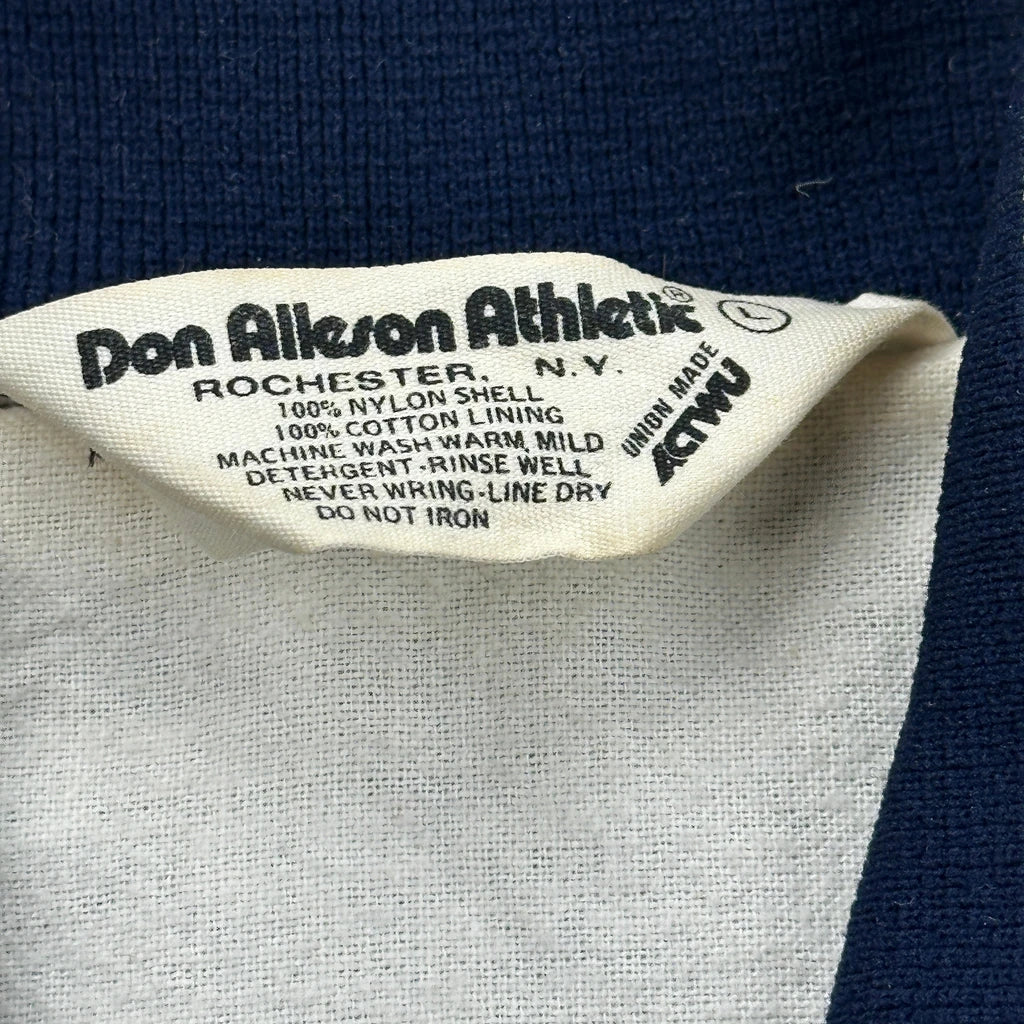 Don Alleson Athletic® L
ROCHESTER, N.Y.
100% NYLON SHELL
100% COTTON LINING
MACHINE WASH WARM, MILD
DETERGENT-RINSE WELL
NEVER WRING-LINE DRY
DO NOT IRON
UNION MADE
ACTWU